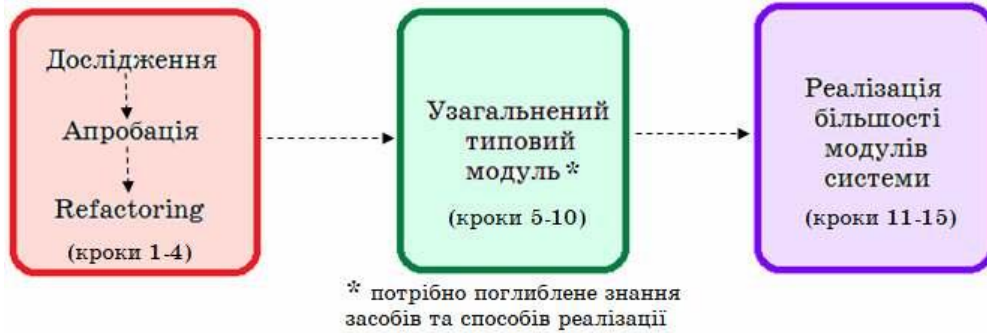 Дослідження
Апробація
Refactoring
(кроки 1-4)
Узагальнений
типовий
модуль *
(кроки 5-10)
Реалізація
більшості
модулів
системи
(кроки 11-15)
* потрібно поглиблене знання
засобів та способів реалізації